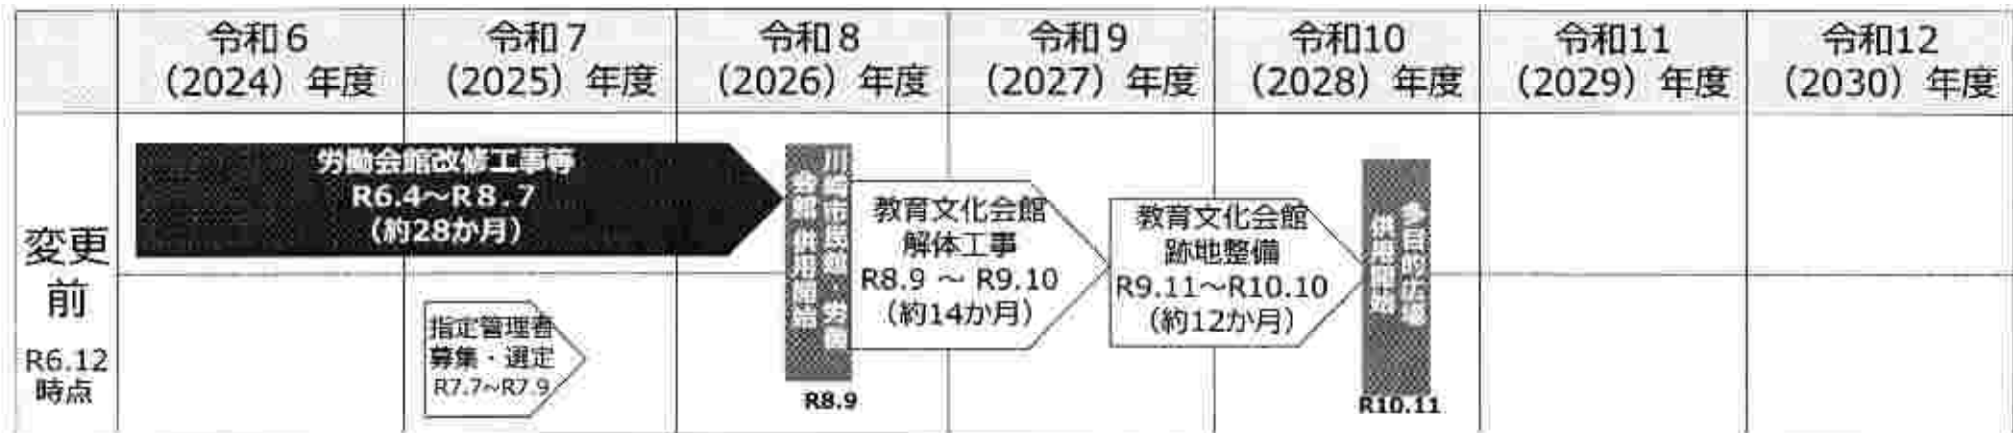 令和6
（2024）年度
令和7
（2025）年度
令和8
（2026）年度
令和9
（2027）年度
令和10
（2028）年度
令和11
（2029）年度
令和12
（2030）年度
変更
前
R6.12
時点
労働会館改修工事等
R6.4～R8.7
（約28か月）
指定管理者
募集・選定
R7.7～R7.9
川崎市民館・労働
会館 供用開始
R8.9
教育文化会館
解体工事
R8.9 ～ R9.10
（約14か月）
教育文化会館
跡地整備
R9.11～R10.10
（約12か月）
多目的広場
供用開始
R10.11